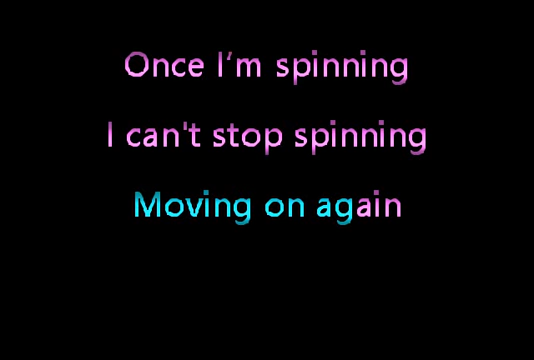 Once I’m spinning
I can't stop spinning
Moving on again